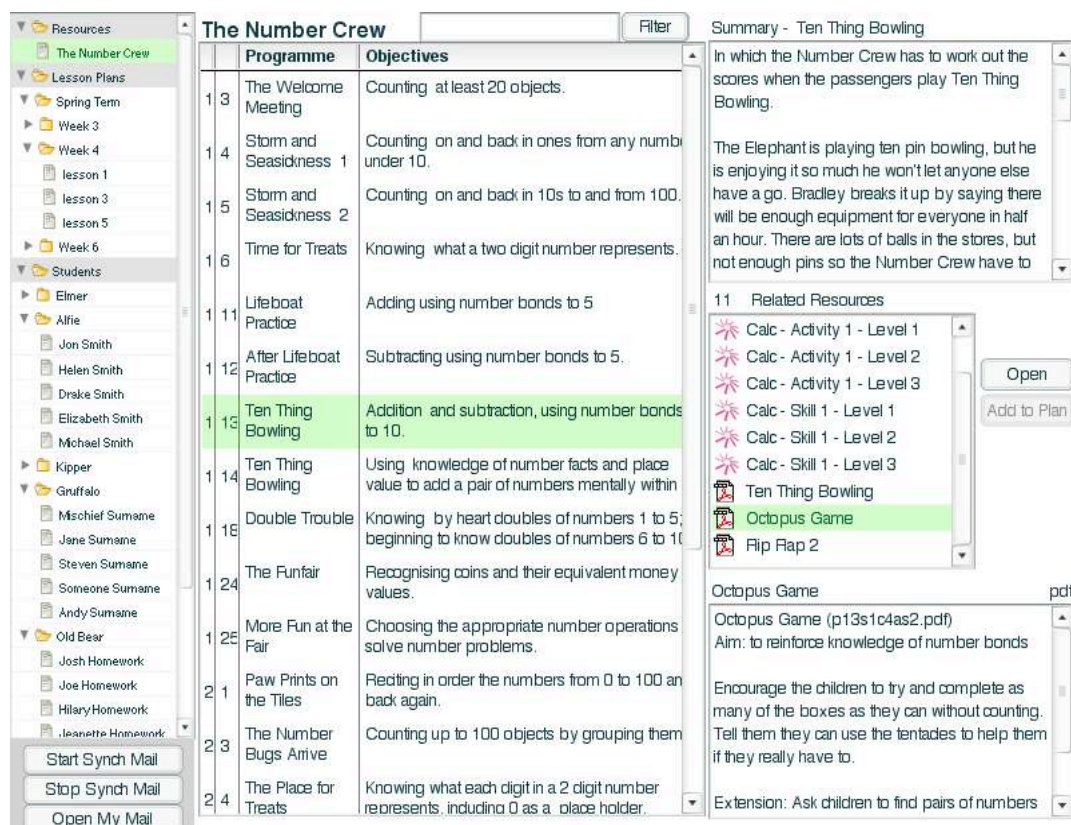 Resources
The Number Crew
Lesson Plans
Spring Term
Week 3
Week 4
lesson 1
lesson 3
lesson 5
Week 6
Students
Elmer
Alfie
Jon Smith
Helen Smith
Drake Smith
Elizabeth Smith
Michael Smith
Kipper
Gruffalo
Mischief Surname
Jane Surname
Steven Surname
Someone Surname
Andy Surname
Old Bear
Josh Homework
Joe Homework
Hilary Homework
Jeanette Homework
Start Synch Mail
Stop Synch Mail
Open My Mail
The Number Crew
Filter
Programme Objectives
1 3 The Welcome Meeting Counting at least 20 objects.
1 4 Storm and Seasickness 1 Counting on and back in ones from any numb
under 10.
1 5 Storm and Seasickness 2 Counting on and back in 10s to and from 100.
1 6 Time for Treats Knowing what a two digit number represents.
1 11 Lifeboat Practice Adding using number bonds to 5
1 12 After Lifeboat Practice Subtracting using number bonds to 5.
1 13 Ten Thing Bowling Addition and subtraction, using number bonds
to 10.
1 14 Ten Thing Bowling Using knowledge of number facts and place
value to add a pair of numbers mentally within
1 18 Double Trouble Knowing by heart doubles of numbers 1 to 5;
beginning to know doubles of numbers 6 to 10
1 24 The Funfair Recognising coins and their equivalent money
values.
1 25 More Fun at the Fair Choosing the appropriate number operations
solve number problems.
2 1 Paw Prints on the Tiles Reciting in order the numbers from 0 to 100 an
back again.
2 3 The Number Bugs Arrive Counting up to 100 objects by grouping them
2 4 The Place for Treats Knowing what each digit in a 2 digit number
represents, including 0 as a place holder.
Summary - Ten Thing Bowling
In which the Number Crew has to work out the
scores when the passengers play Ten Thing
Bowling.
The Elephant is playing ten pin bowling, but he
is enjoying it so much he won't let anyone else
have a go. Bradley breaks it up by saying there
will be enough equipment for everyone in half
an hour. There are lots of balls in the stores, but
not enough pins so the Number Crew have to
11 Related Resources
Calc - Activity 1 - Level 1
Calc - Activity 1 - Level 2
Calc - Activity 1 - Level 3
Calc - Skill 1 - Level 1
Calc - Skill 1 - Level 2
Calc - Skill 1 - Level 3
Ten Thing Bowling
Octopus Game
Flip Flap 2
Open
Add to Plan
Octopus Game pdf
Octopus Game (p13s1c4as2.pdf)
Aim: to reinforce knowledge of number bonds
Encourage the children to try and complete as
many of the boxes as they can without counting.
Tell them they can use the tentacles to help them
if they really have to.
Extension: Ask children to find pairs of numbers